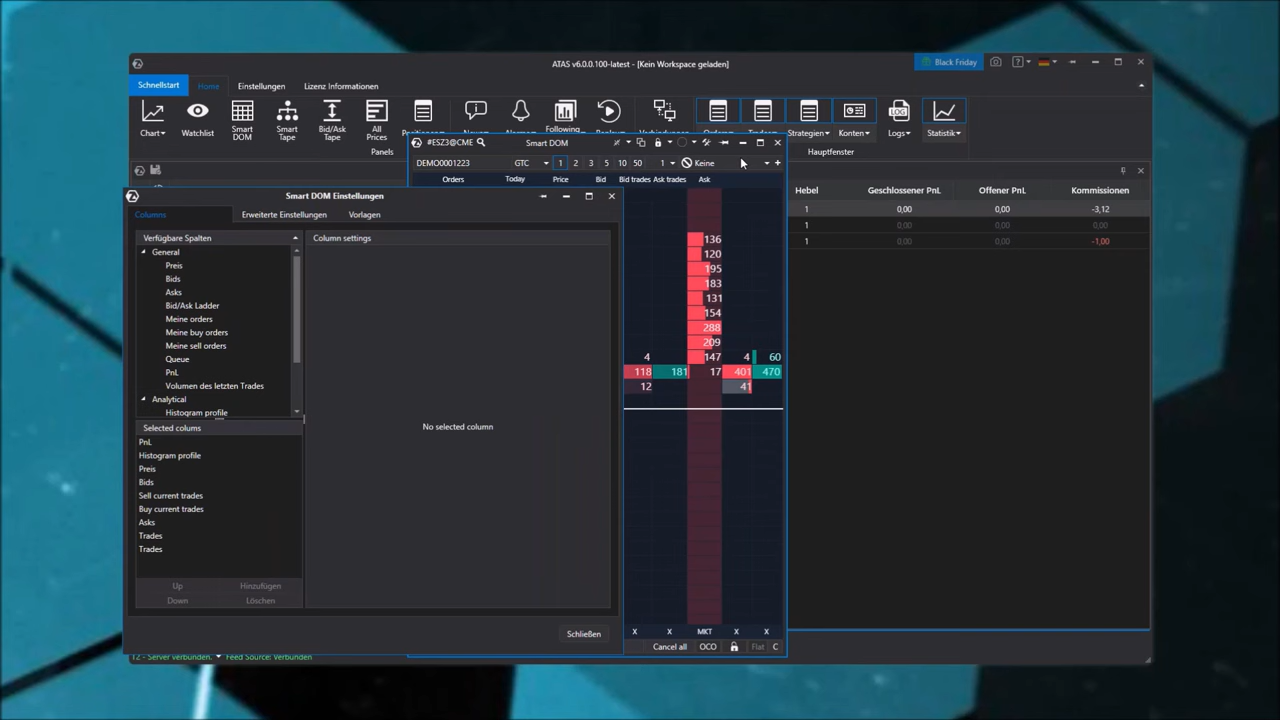 ATAS v6.0.0.100-latest - [Kein Workspace geladen]
Black Friday
Schnellstart Home Einstellungen Lizenz Informationen
Chart Watchlist Smart DOM Smart Tape Bid/Ask Tape All Prices Strategien Konten Logs Statistik
Panels Hauptfenster
#ESZ3@CME Smart DOM
DEMO0001223 GTC 1 2 3 5 10 50 1 Keine
Orders Today Price Bid Bid trades Ask trades Ask
Hebel Geschlossener PnL Offener PnL Kommissionen
1 0,00 0,00 -3,12
1 0,00 0,00 0,00
1 0,00 0,00 -1,00
Smart DOM Einstellungen
Columns Erweiterte Einstellungen Vorlagen
Verfügbare Spalten
Column settings
General
Preis
Bids
Asks
Bid/Ask Ladder
Meine orders
Meine buy orders
Meine sell orders
Queue
PnL
Volumen des letzten Trades
Analytical
Histogram profile
Selected colums
PnL
Histogram profile
Preis
Bids
Sell current trades
Buy current trades
Asks
Trades
Trades
Up Hinzufügen
Down Löschen
No selected column
Schließen
136
120
195
183
131
154
288
209
4 147 4 60
118 181 17 401 470
12 41
X X MKT X X
Cancel all OCO Flat C
12 - Server verbunden. Feed Source: Verbunden